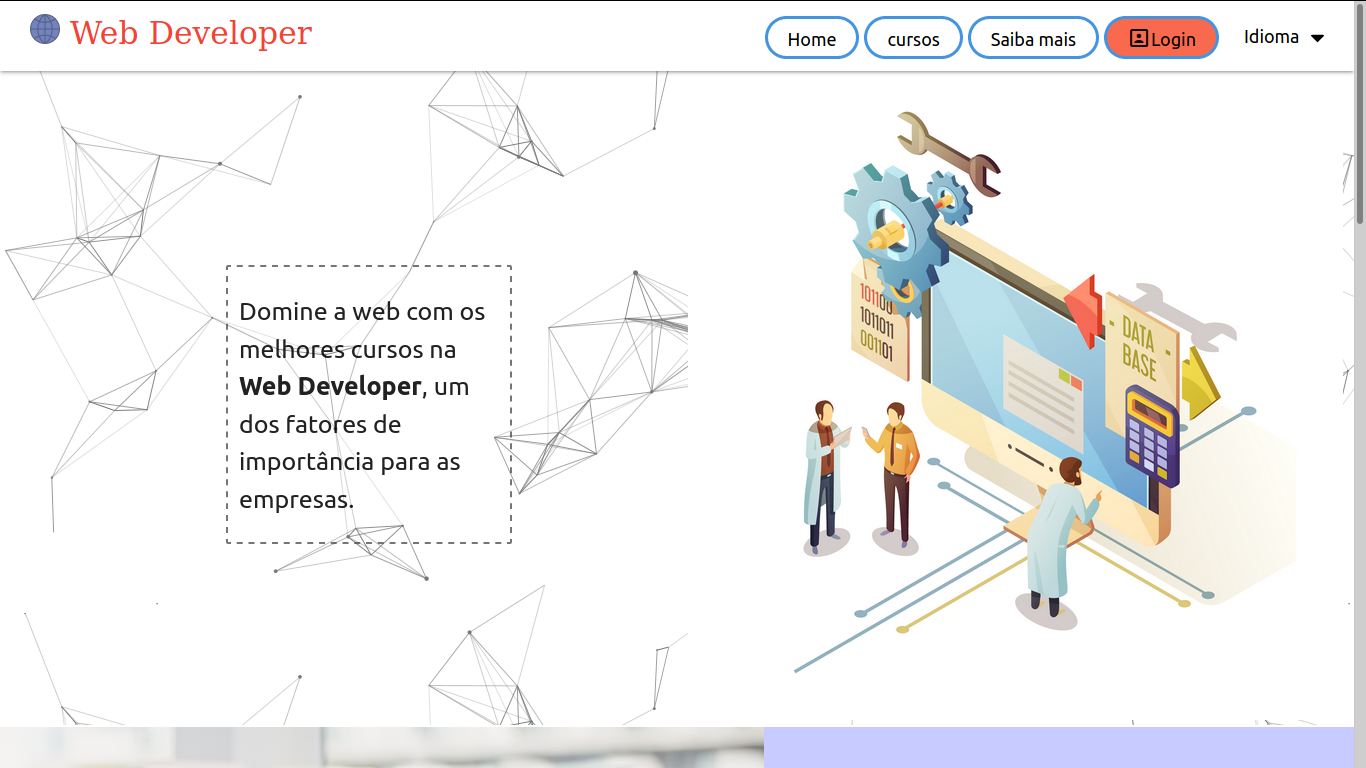 Web Developer
Home
cursos
Saiba mais
Login
Idioma
Domine a web com os
melhores cursos na
Web Developer, um
dos fatores de
importância para as
empresas.
101100
101011
001101
DATA
BASE